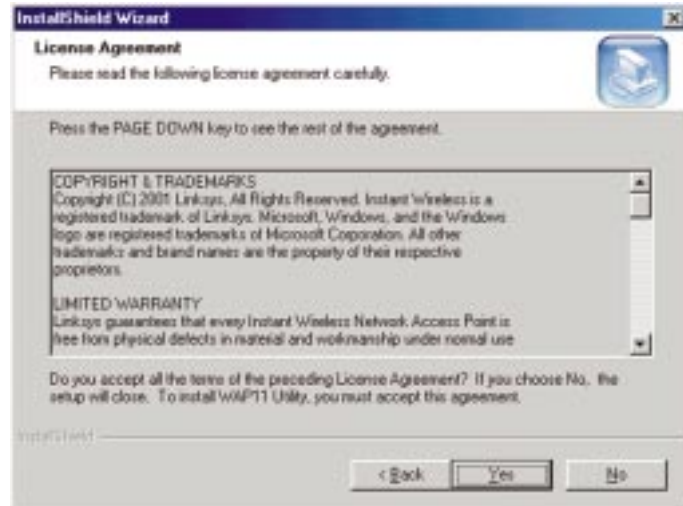 InstallShield Wizard
License Agreement
Please read the following license agreement carefully.
Press the PAGE DOWN key to see the rest of the agreement.
COPYRIGHT & TRADEMARKS
Copyright (C) 2001 Linksys, All Rights Reserved. Instant Wireless is a
registered trademark of Linksys. Microsoft, Windows, and the Windows
logo are registered trademarks of Microsoft Corporation. All other
trademarks and brand names are the property of their respective
proprietors.
LIMITED WARRANTY
Linksys guarantees that every Instant Wireless Network Access Point is
free from physical defects in material and workmanship under normal use
Do you accept all the terms of the preceding License Agreement? If you choose No, the
setup will close. To install WAP11 Utility, you must accept this agreement.
InstallShield
< Back
Yes
No